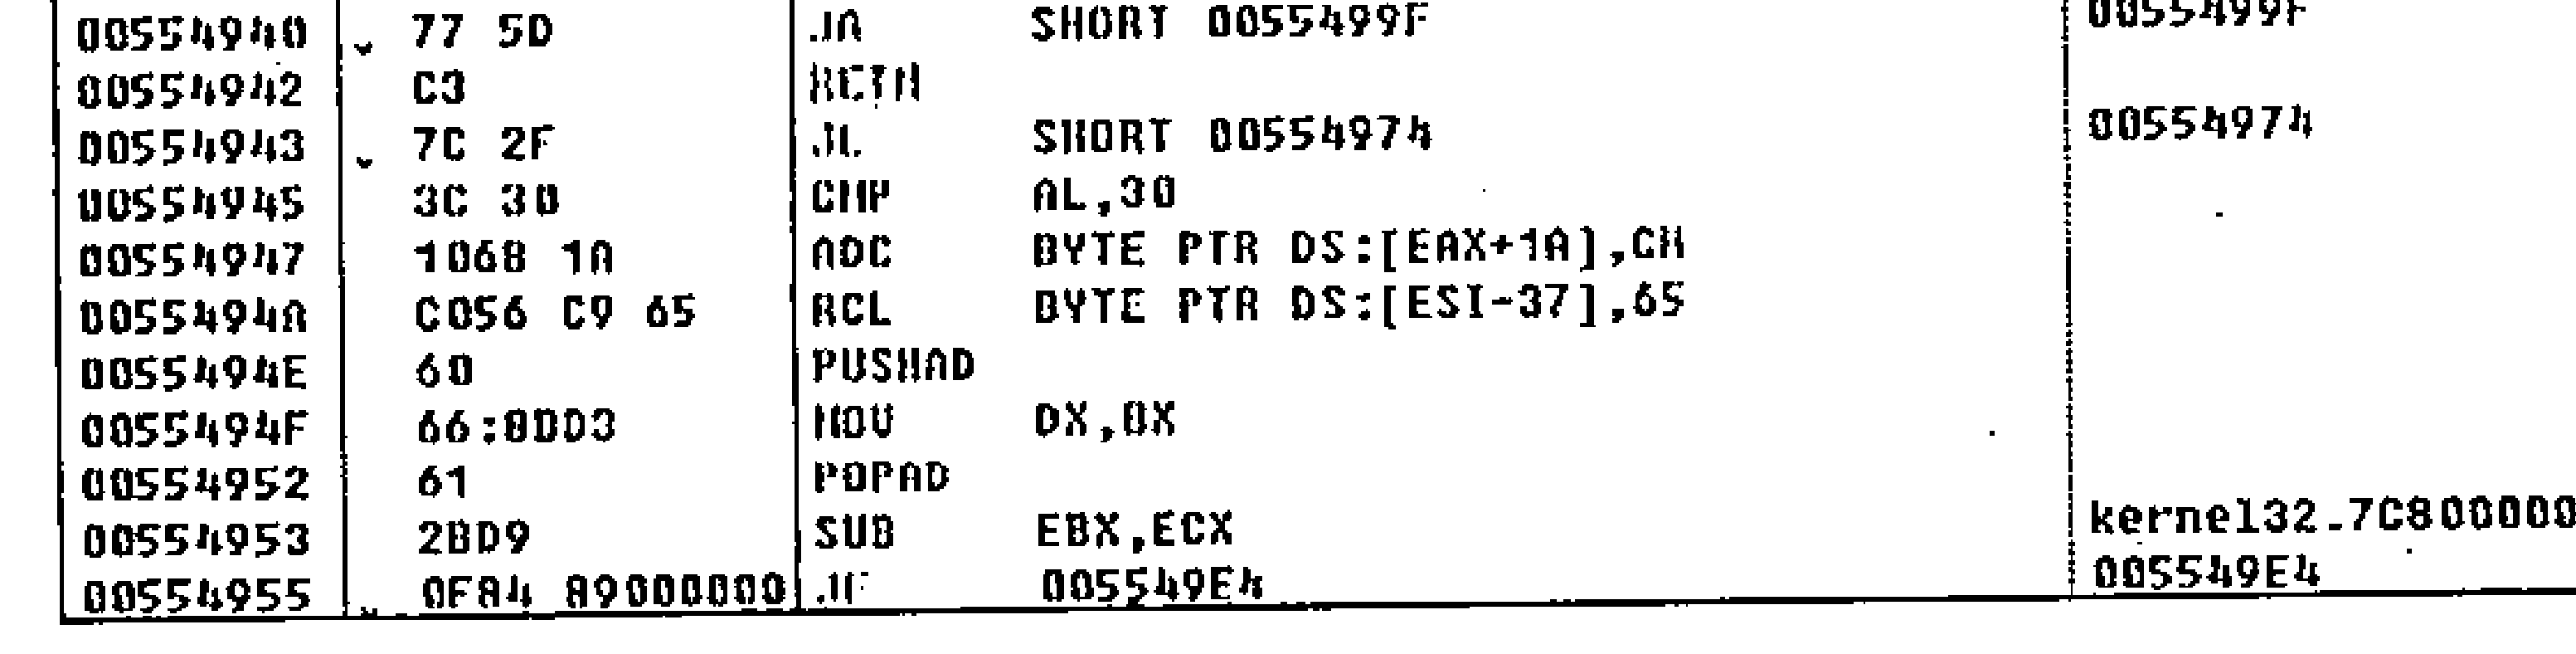 00554940 77 5D JA SHORT 0055499F 0055499F
00554942 C3 RETN
00554943 7C 2F JL SHORT 00554974 00554974
00554945 3C 30 CMP AL,30
00554947 1068 1A ADC BYTE PTR DS:[EAX+1A],CH
0055494A C056 C9 65 RCL BYTE PTR DS:[ESI-37],65
0055494E 60 PUSHAD
0055494F 66:8BD3 MOV DX,BX
00554952 61 POPAD
00554953 2BD9 SUB EBX,ECX kernel32.7C800000
00554955 0F84 89000000 JE 005549E4 005549E4